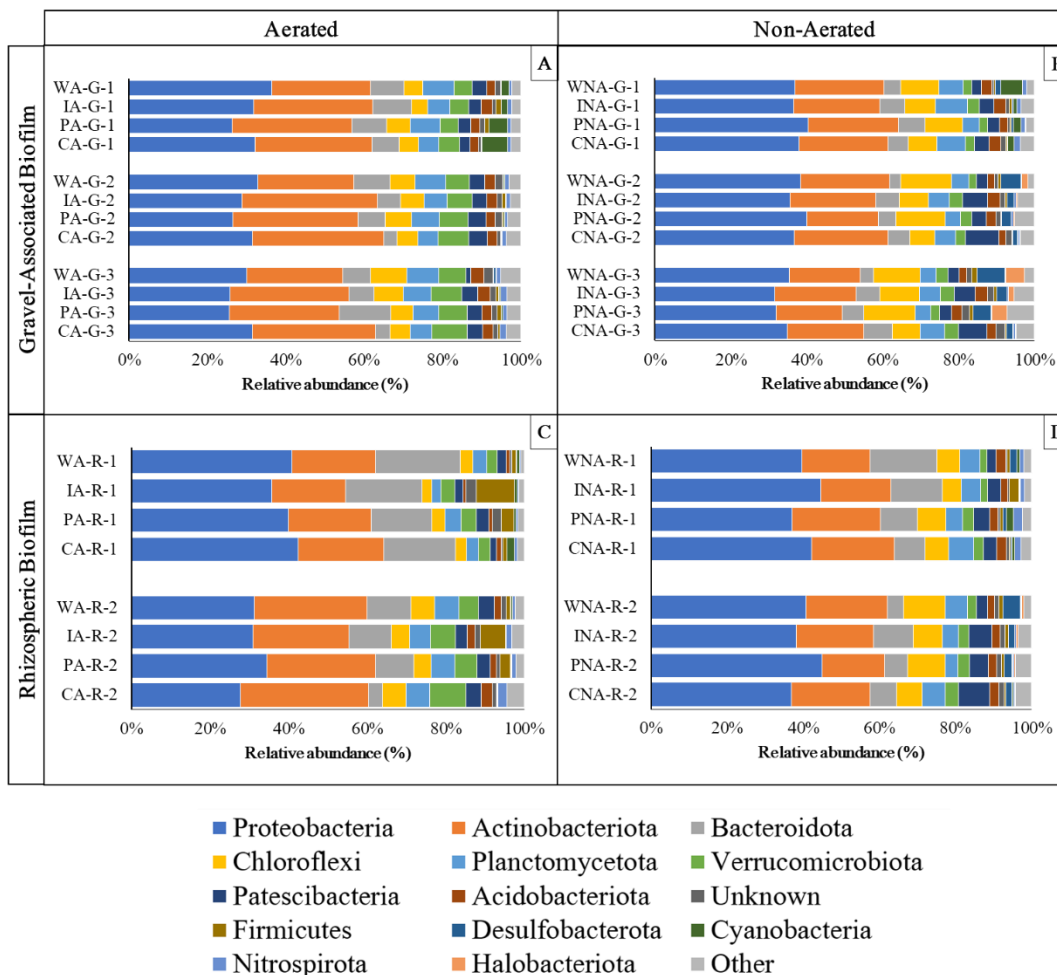 Aerated
Non-Aerated
Gravel-Associated Biofilm
A
WA-G-1
IA-G-1
PA-G-1
CA-G-1
WA-G-2
IA-G-2
PA-G-2
CA-G-2
WA-G-3
IA-G-3
PA-G-3
CA-G-3
0% 20% 40% 60% 80% 100%
Relative abundance (%)
WNA-G-1
INA-G-1
PNA-G-1
CNA-G-1
WNA-G-2
INA-G-2
PNA-G-2
CNA-G-2
WNA-G-3
INA-G-3
PNA-G-3
CNA-G-3
0% 20% 40% 60% 80% 100%
Relative abundance (%)
Rhizospheric Biofilm
C
WA-R-1
IA-R-1
PA-R-1
CA-R-1
WA-R-2
IA-R-2
PA-R-2
CA-R-2
0% 20% 40% 60% 80% 100%
Relative abundance (%)
WNA-R-1
INA-R-1
PNA-R-1
CNA-R-1
WNA-R-2
INA-R-2
PNA-R-2
CNA-R-2
0% 20% 40% 60% 80% 100%
Relative abundance (%)
Proteobacteria Actinobacteriota Bacteroidota
Chloroflexi Planctomycetota Verrucomicrobiota
Patescibacteria Acidobacteriota Unknown
Firmicutes Desulfobacterota Cyanobacteria
Nitrospirota Halobacteriota Other